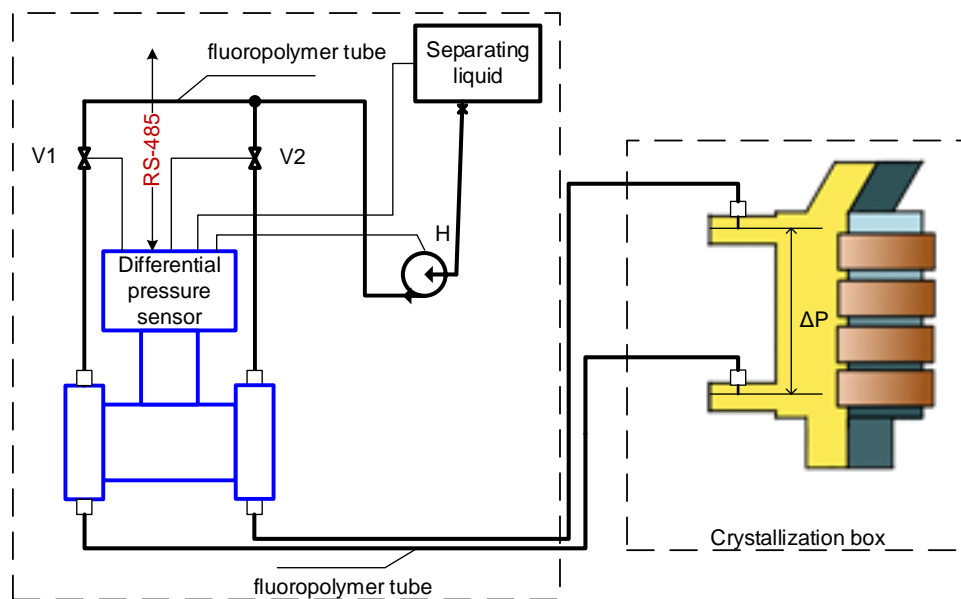 fluoropolymer tube
Separating
liquid
V1
RS-485
V2
H
Differential
pressure
sensor
ΔP
Crystallization box
fluoropolymer tube